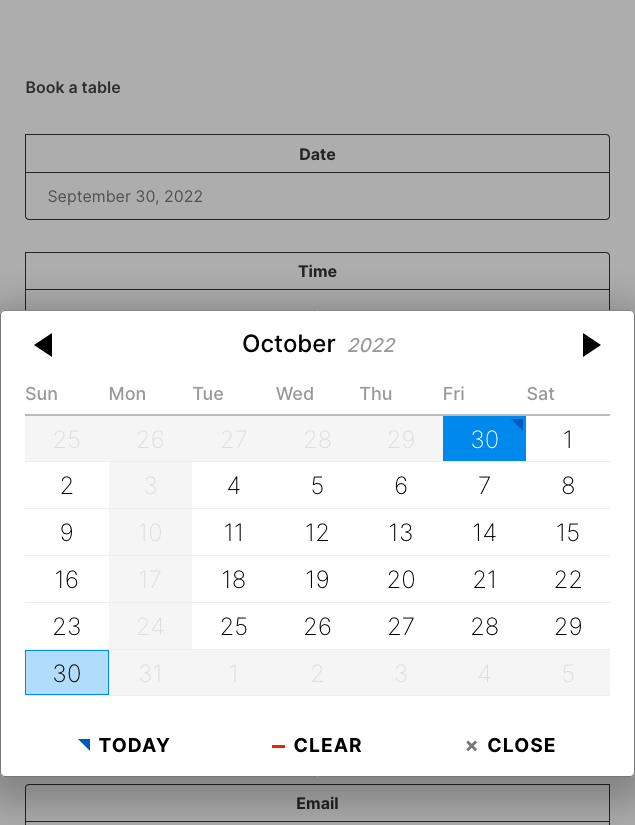 Book a table
Date
September 30, 2022
Time
October 2022
Sun Mon Tue Wed Thu Fri Sat
25 26 27 28 29 30 1
2 3 4 5 6 7 8
9 10 11 12 13 14 15
16 17 18 19 20 21 22
23 24 25 26 27 28 29
30 31 1 2 3 4 5
TODAY CLEAR CLOSE
Email